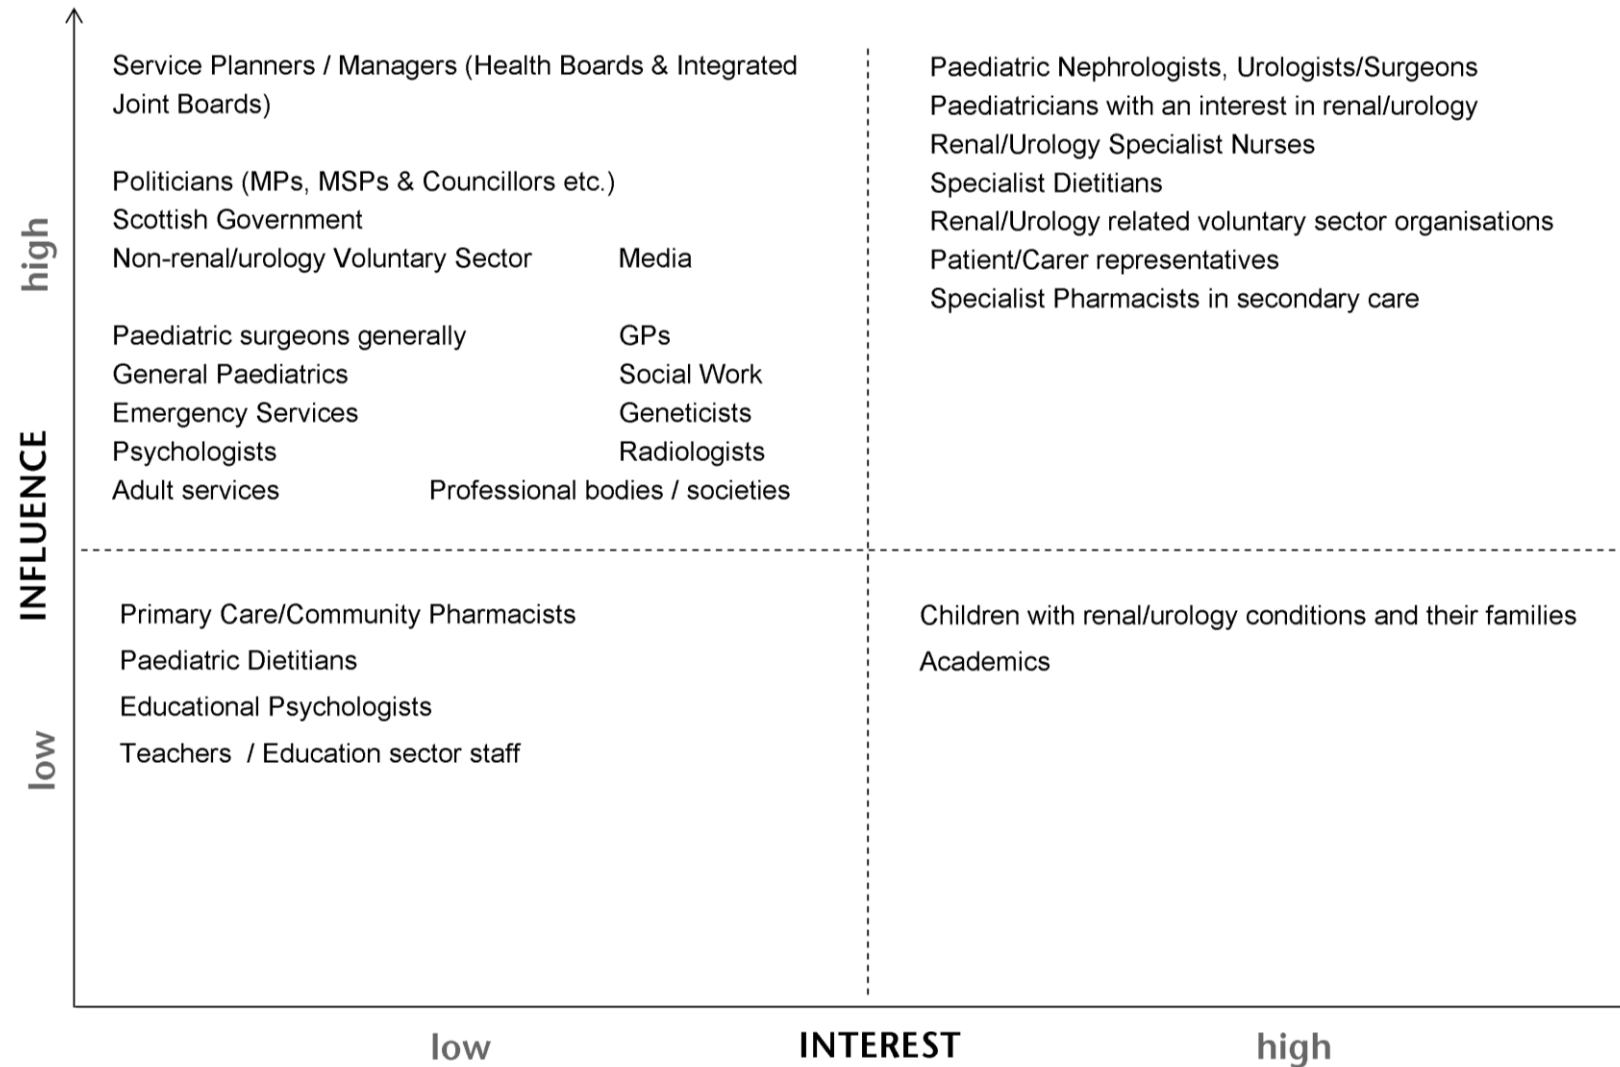 Service Planners / Managers (Health Boards & Integrated
Joint Boards)
Politicians (MPs, MSPs & Councillors etc.)
Scottish Government
Non-renal/urology Voluntary Sector Media
Paediatric surgeons generally GPs
General Paediatrics Social Work
Emergency Services Geneticists
Psychologists Radiologists
Adult services Professional bodies / societies
Paediatric Nephrologists, Urologists/Surgeons
Paediatricians with an interest in renal/urology
Renal/Urology Specialist Nurses
Specialist Dietitians
Renal/Urology related voluntary sector organisations
Patient/Carer representatives
Specialist Pharmacists in secondary care
high
INFLUENCE
low
Primary Care/Community Pharmacists
Paediatric Dietitians
Educational Psychologists
Teachers / Education sector staff
Children with renal/urology conditions and their families
Academics
low INTEREST high